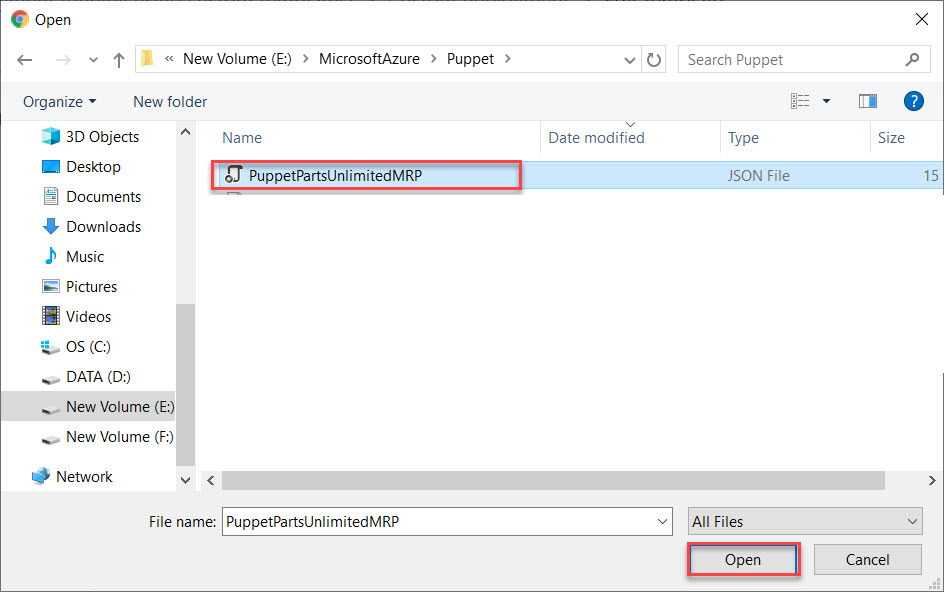 Open
« New Volume (E:) > MicrosoftAzure > Puppet >
Search Puppet
Organize
New folder
?
Name
Date modified
Type
Size
PuppetPartsUnlimitedMRP
JSON File
15
3D Objects
Desktop
Documents
Downloads
Music
Pictures
Videos
OS (C:)
DATA (D:)
New Volume (E:)
New Volume (F:)
Network
File name:
PuppetPartsUnlimitedMRP
All Files
Open
Cancel